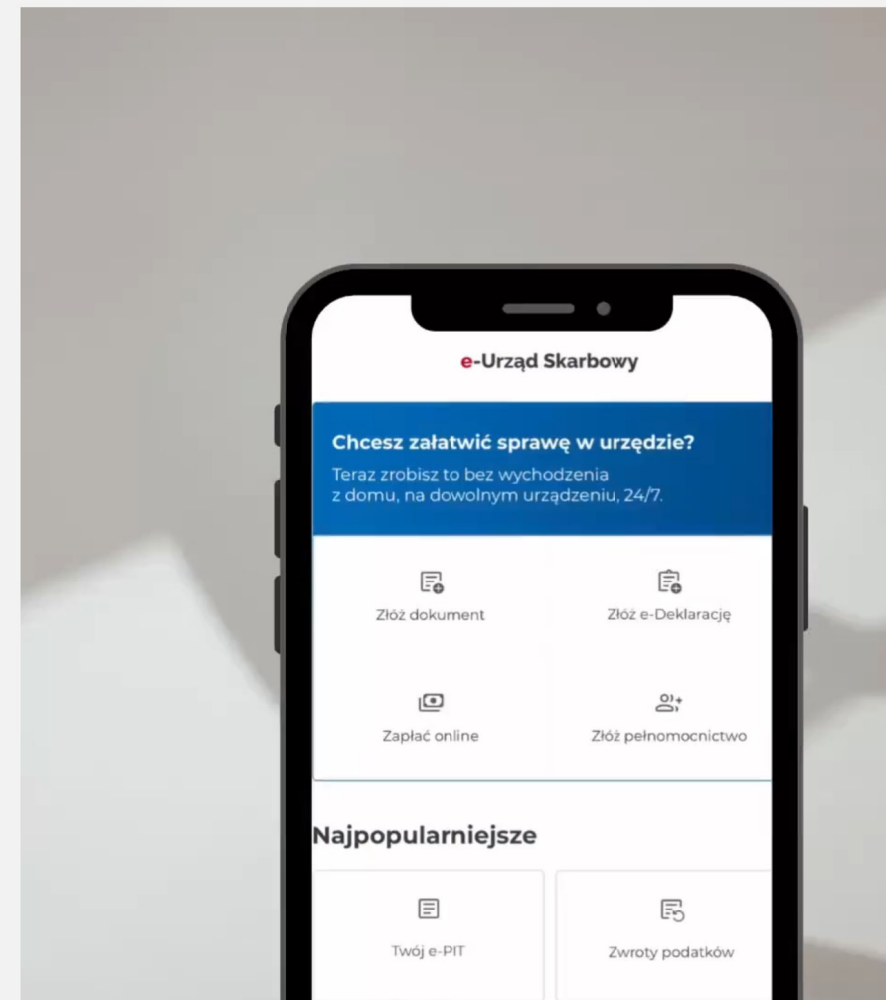 e-Urząd Skarbowy
Chcesz załatwić sprawę w urzędzie?
Teraz zrobisz to bez wychodzenia
z domu, na dowolnym urządzeniu, 24/7.
Złóż dokument
Złóż e-Deklarację
Zapłać online
Złóż pełnomocnictwo
Najpopularniejsze
Twój e-PIT
Zwroty podatków